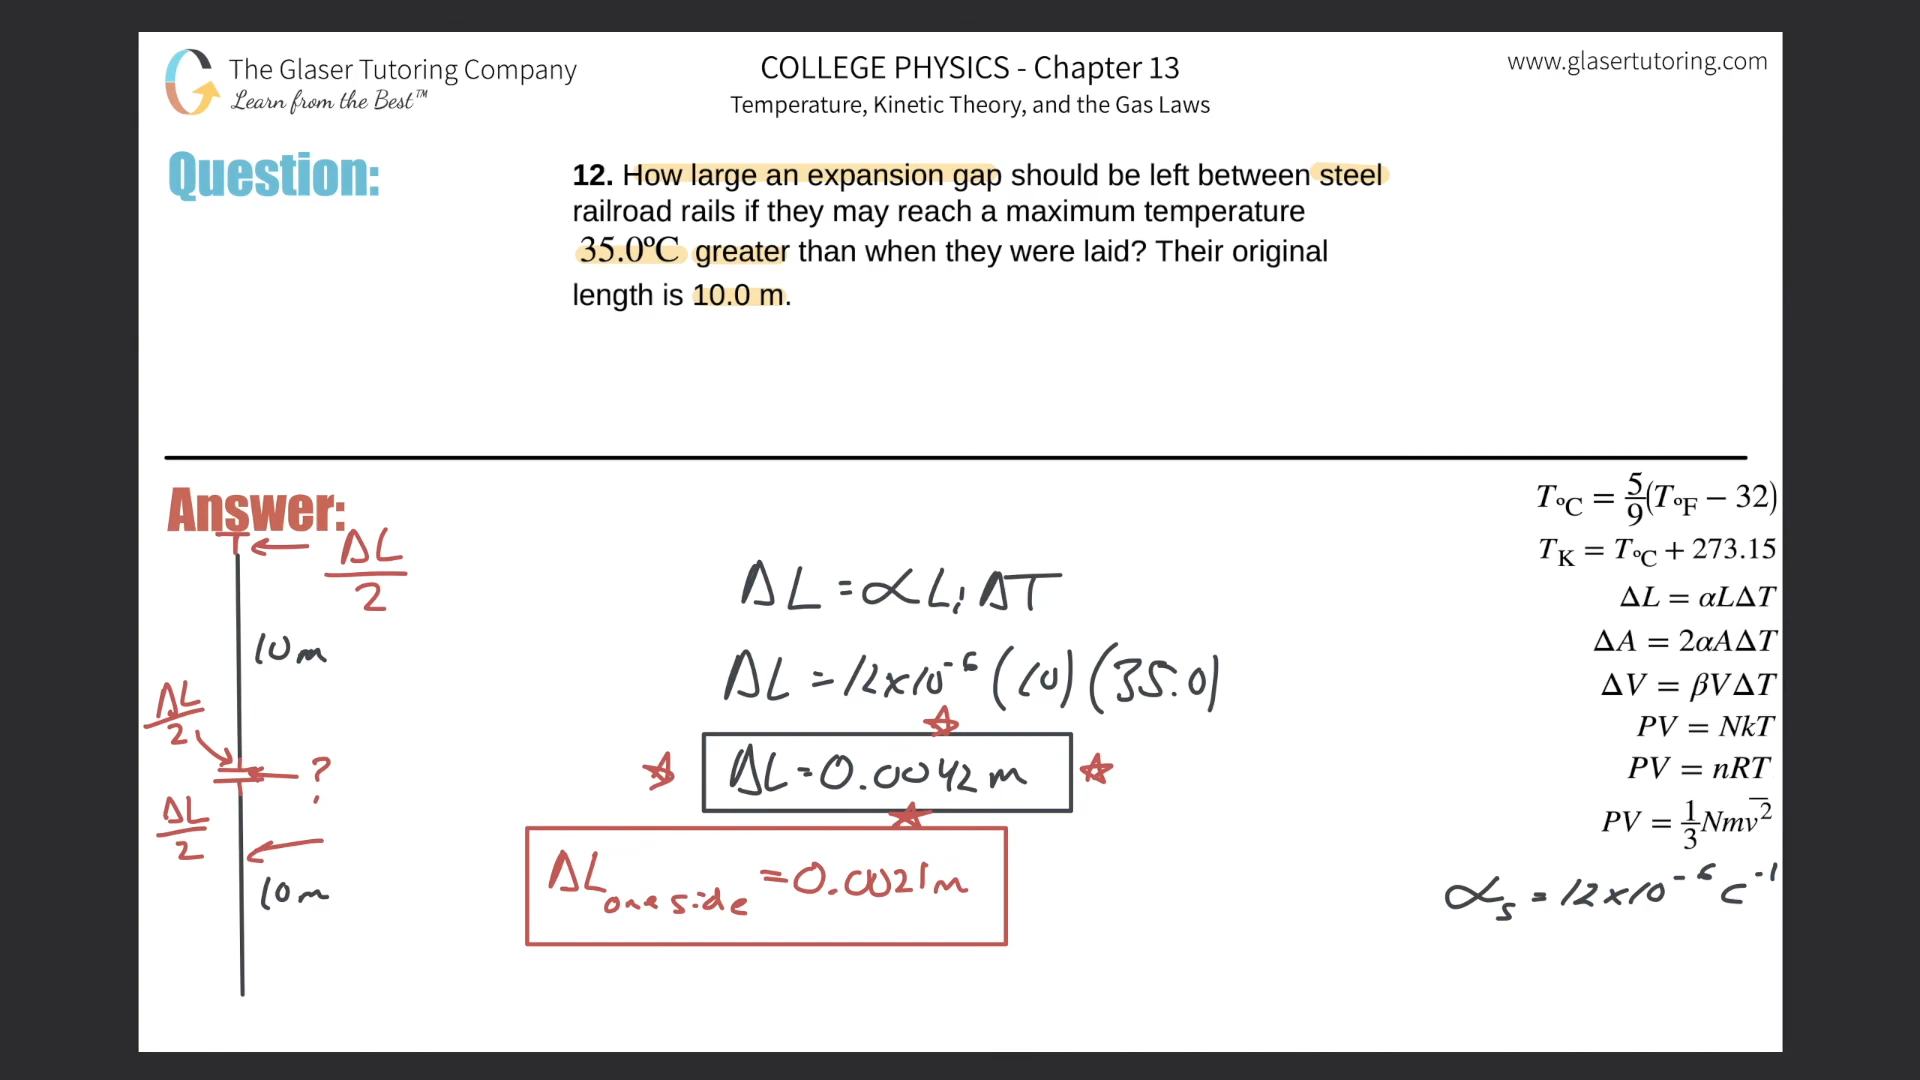 The Glaser Tutoring Company
Learn from the Best™
COLLEGE PHYSICS - Chapter 13
Temperature, Kinetic Theory, and the Gas Laws
www.glasertutoring.com
Question:
12. How large an expansion gap should be left between steel
railroad rails if they may reach a maximum temperature
35.0ºC greater than when they were laid? Their original
length is 10.0 m.
Answer:
ΔL/2
10m
ΔL/2
?
ΔL/2
10m
ΔL = αLᵢΔT
ΔL = 12x10⁻⁶ (10) (35.0)
ΔL = 0.0042 m
ΔL one side = 0.0021m
TºC = 5/9(TºF − 32)
TK = TºC + 273.15
ΔL = αLΔT
ΔA = 2αAΔT
ΔV = βVΔT
PV = NkT
PV = nRT
PV = 1/3Nmv̅²
αs = 12x10⁻⁶ C⁻¹